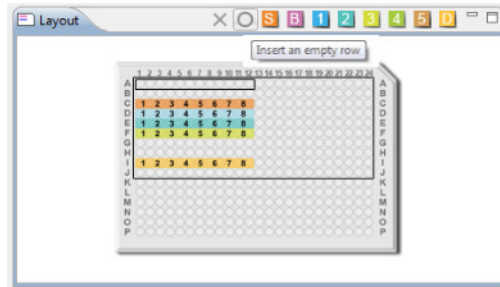 Layout S B 1 2 3 4 5 D
Insert an empty row
1 2 3 4 5 6 7 8 9 10 11 12 13 14 15 16 17 18 19 20 21 22 23 24
A A
B B
C 1 2 3 4 5 6 7 8 C
D 1 2 3 4 5 6 7 8 D
E 1 2 3 4 5 6 7 8 E
F 1 2 3 4 5 6 7 8 F
G G
H H
I 1 2 3 4 5 6 7 8 I
J J
K K
L L
M M
N N
O O
P P